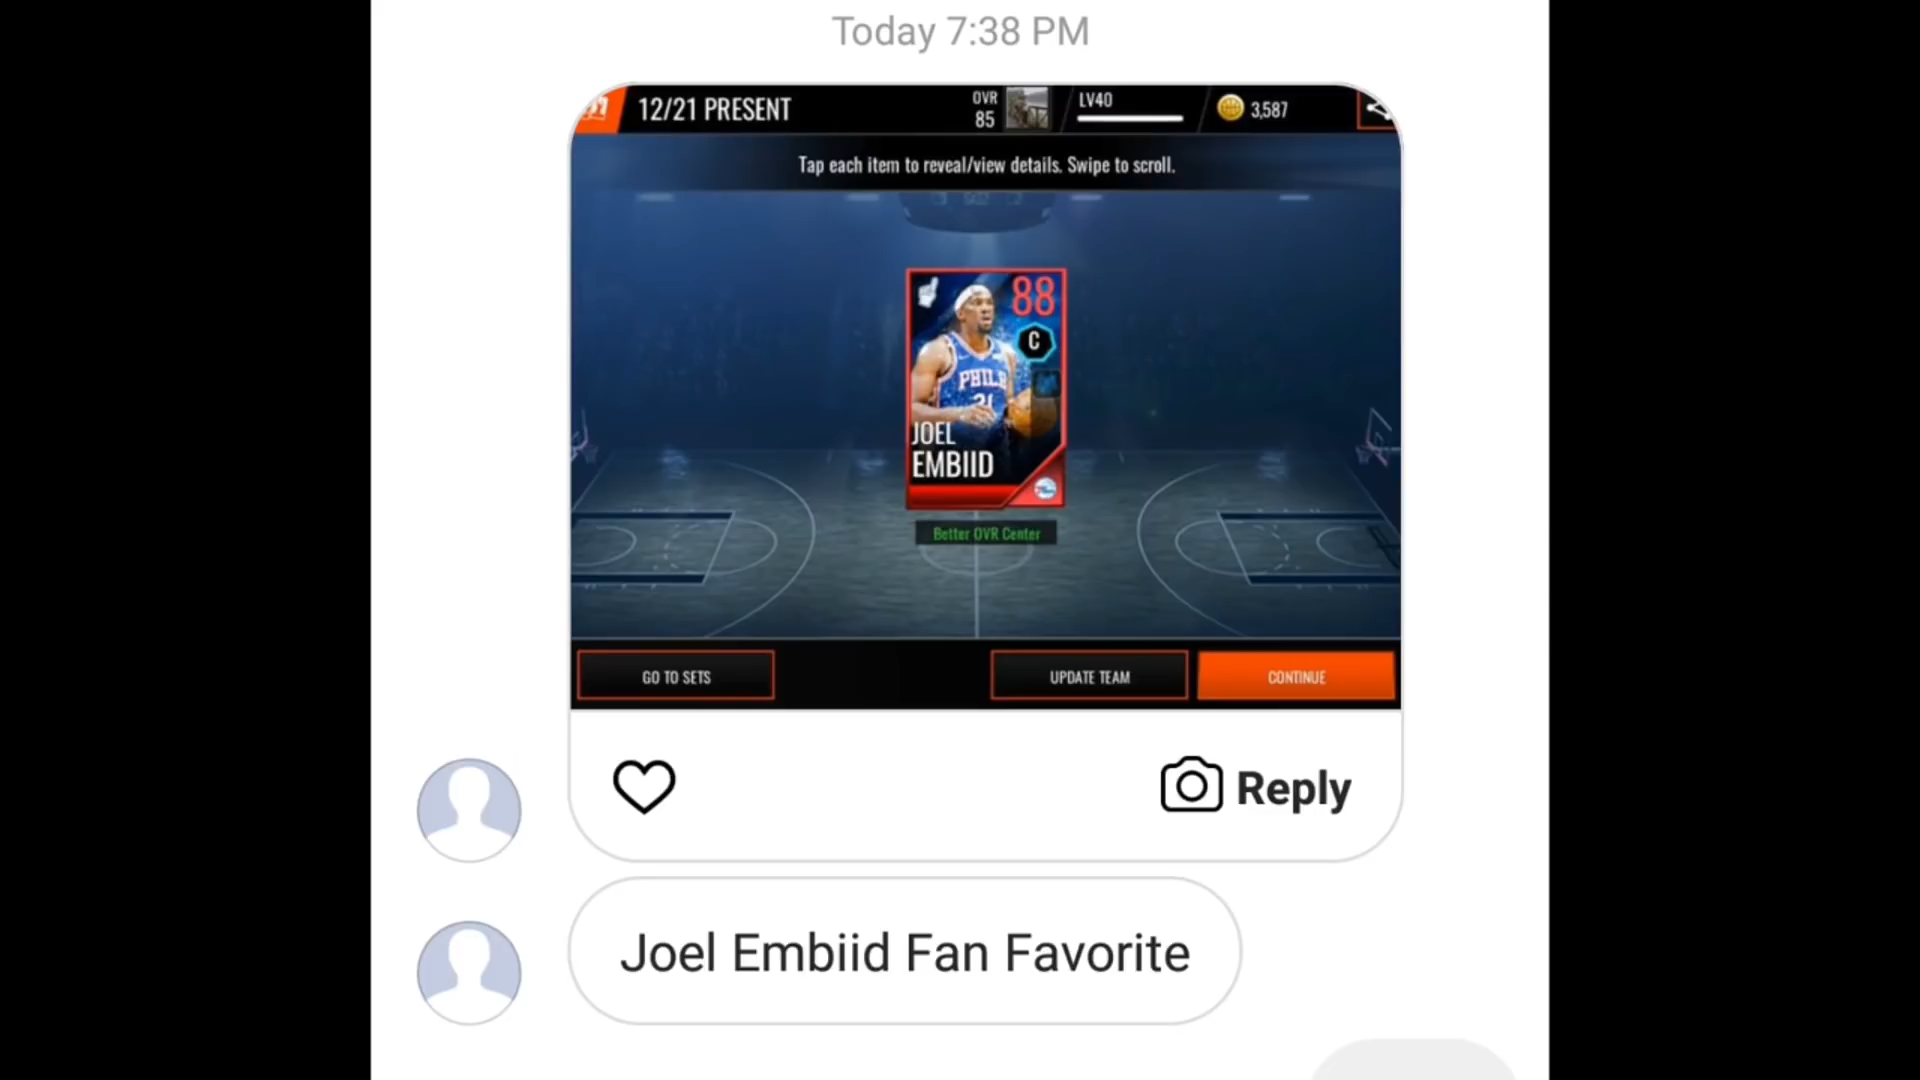 Today 7:38 PM
12/21 PRESENT
OVR
85
LV40
3,587
Tap each item to reveal/view details. Swipe to scroll.
88
C
PHILA
21
JOEL
EMBIID
Better OVR Center
GO TO SETS
UPDATE TEAM
CONTINUE
Reply
Joel Embiid Fan Favorite